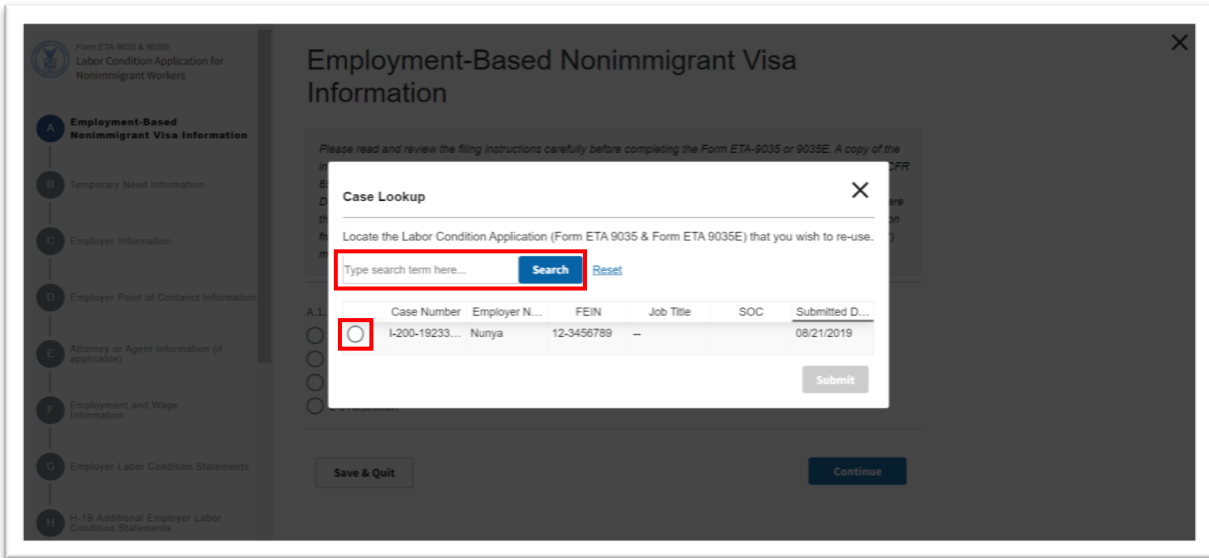 Form ETA-9035 & 9035E
Labor Condition Application for
Nonimmigrant Workers
A
Employment-Based
Nonimmigrant Visa Information
B
Temporary Need Information
C
Employer Information
D
Employer Point of Contanct Information
E
Attorney or Agent Information (if
applicable)
F
Employment and Wage
Information
G
Employer Labor Condition Statements
H
H-1B Additional Employer Labor
Condition Statements
Employment-Based Nonimmigrant Visa
Information
Please read and review the filing instructions carefully before completing the Form ETA-9035 or 9035E. A copy of the
CFR
Case Lookup
Locate the Labor Condition Application (Form ETA 9035 & Form ETA 9035E) that you wish to re-use.
Type search term here...
Search
Reset
Case Number Employer N... FEIN Job Title SOC Submitted D...
I-200-19233... Nunya 12-3456789 -- 08/21/2019
Submit
A.1.
Save & Quit
Continue